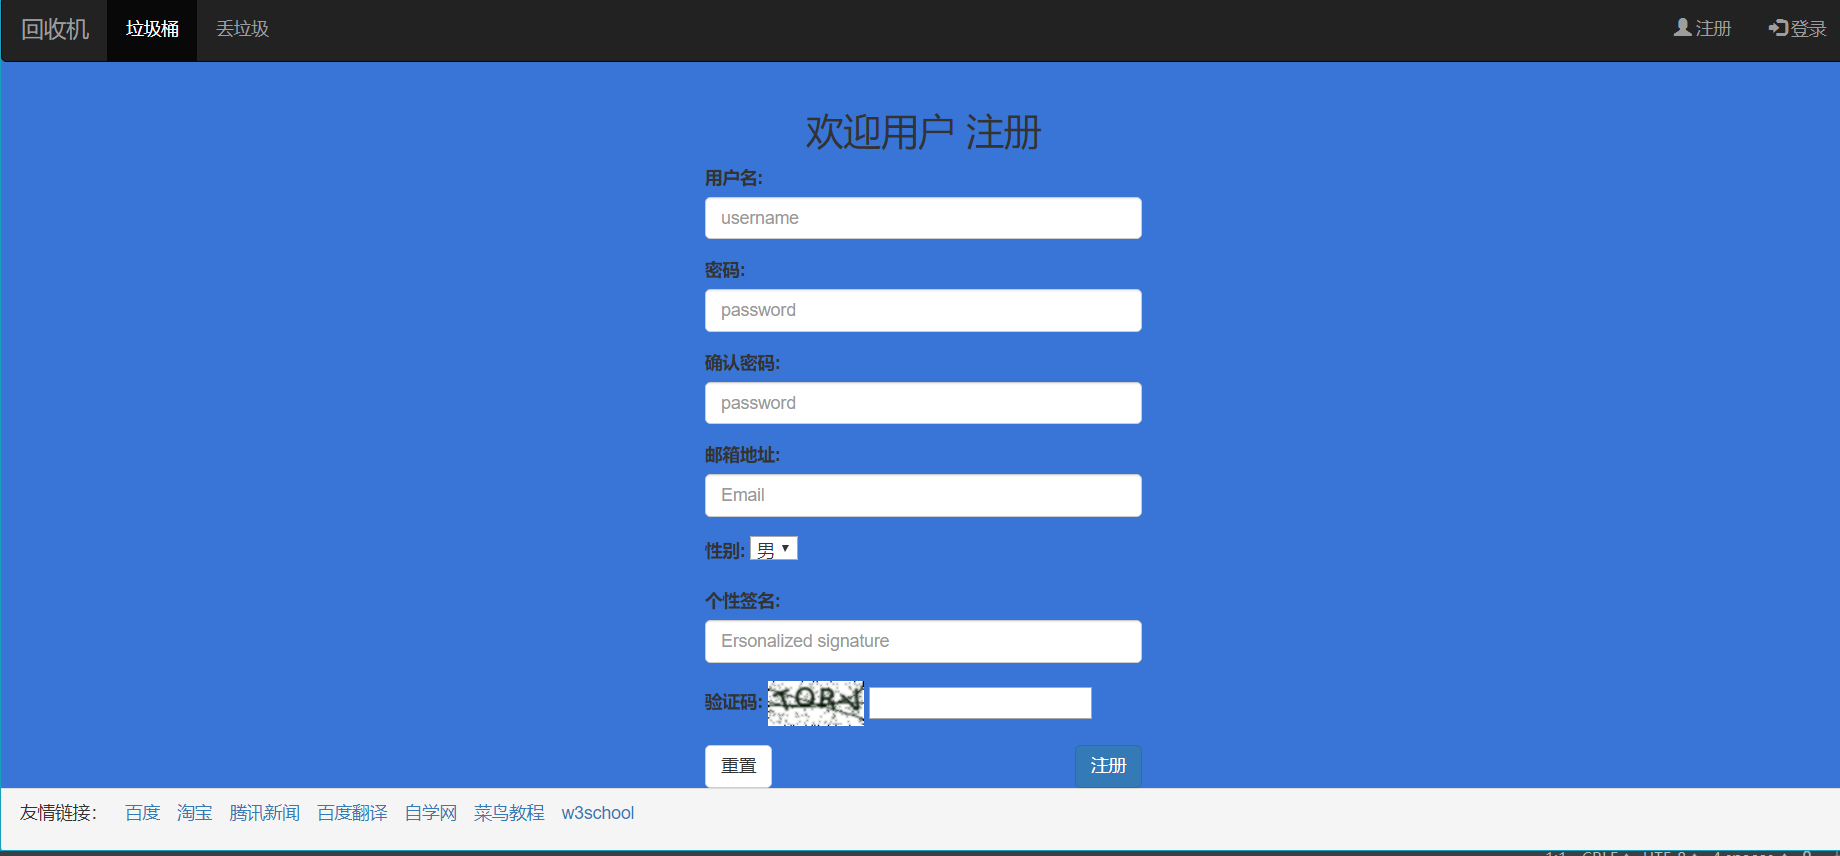 回收机 垃圾桶 丢垃圾 注册 登录
欢迎用户 注册
用户名:
username
密码:
password
确认密码:
password
邮箱地址:
Email
性别: 男
个性签名:
Ersonalized signature
验证码:
重置 注册
友情链接： 百度 淘宝 腾讯新闻 百度翻译 自学网 菜鸟教程 w3school